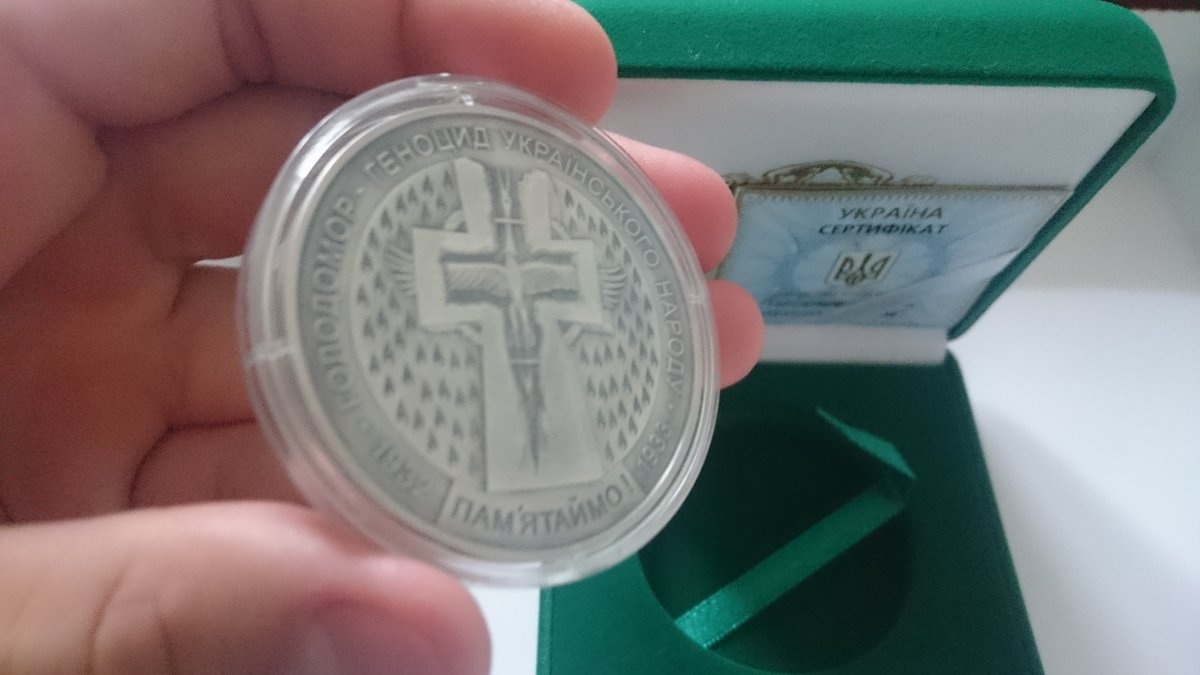 ГОЛОДОМОР - ГЕНОЦИД УКРАЇНСЬКОГО НАРОДУ
1932
1933
ПАМ'ЯТАЙМО!
УКРАЇНА
СЕРТИФІКАТ